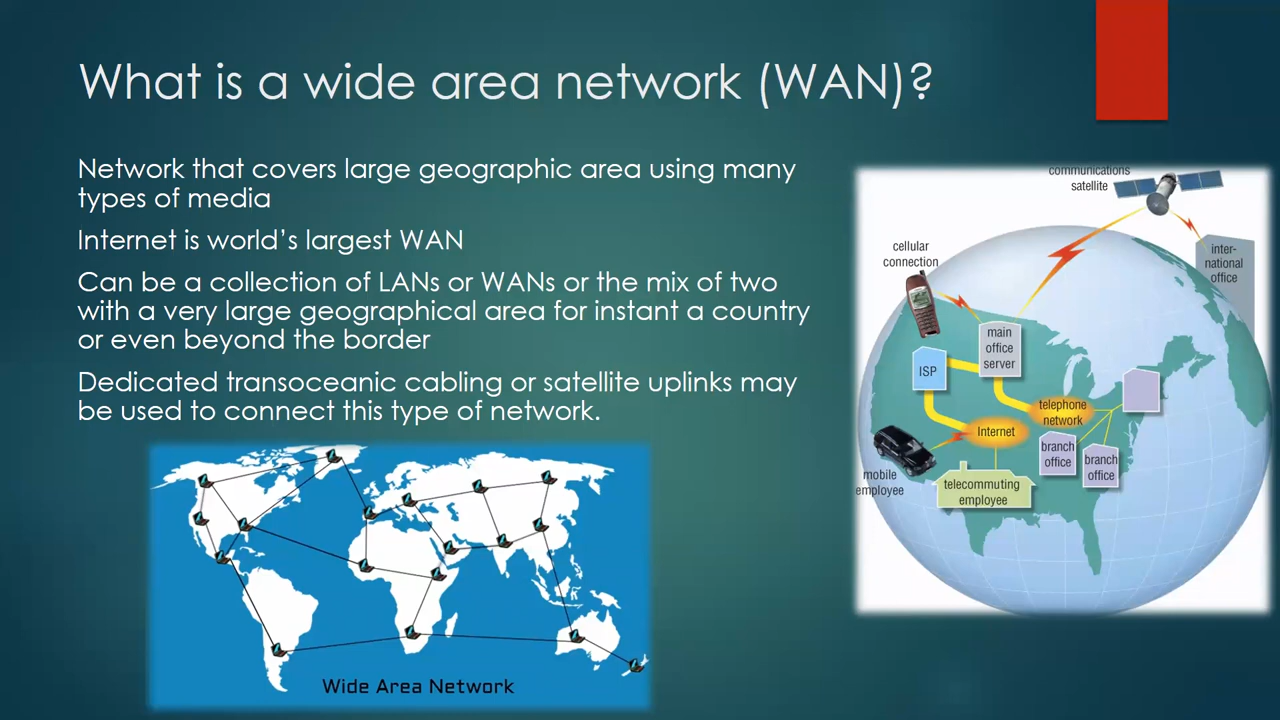 What is a wide area network (WAN)?
Network that covers large geographic area using many
types of media
Internet is world's largest WAN
Can be a collection of LANs or WANs or the mix of two
with a very large geographical area for instant a country
or even beyond the border
Dedicated transoceanic cabling or satellite uplinks may
be used to connect this type of network.
communications
satellite
inter-
national
office
cellular
connection
main
office
server
ISP
telephone
network
Internet
branch
office
branch
office
mobile
employee
telecommuting
employee
Wide Area Network